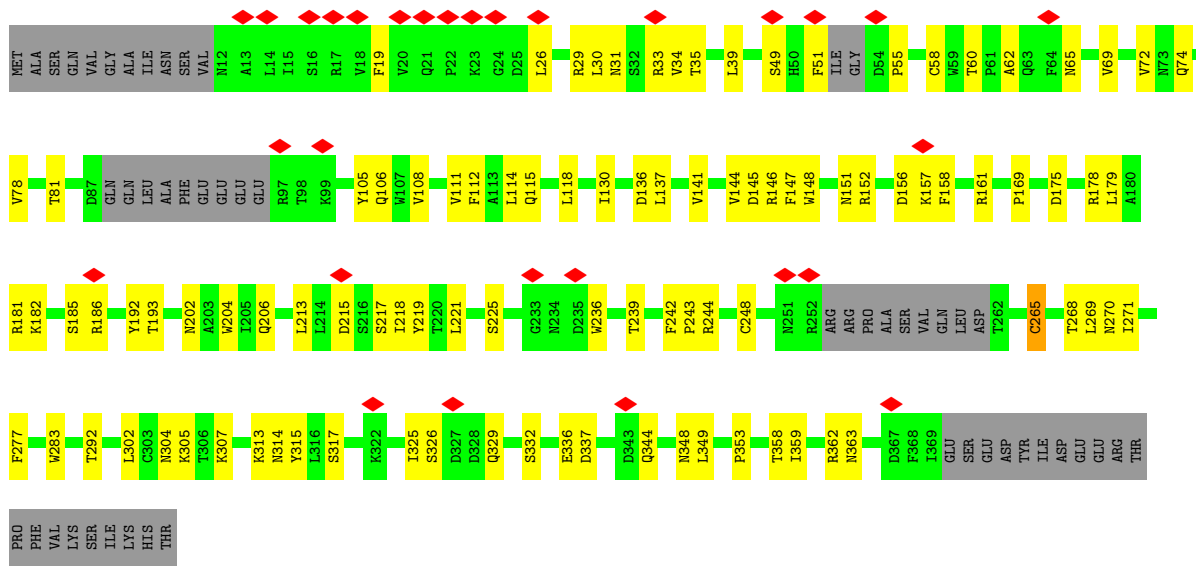 MET ALA SER GLN VAL GLY ALA ILE ASN SER VAL N12 A13 L14 I15 S16 R17 V18 F19 V20 Q21 P22 K23 G24 D25 L26 R29 L30 N31 S32 R33 V34 T35 L39 S49 H50 F51 ILE GLY D54 P55 C58 W59 T60 P61 A62 Q63 F64 N65 V69 V72 N73 Q74
V78 T81 D87 GLN GLN LEU ALA PHE GLU GLU GLU GLU R97 T98 K99 Y105 Q106 W107 V108 V111 F112 A113 L114 Q115 L118 I130 D136 L137 V141 V144 D145 R146 F147 W148 N151 R152 D156 K157 F158 R161 P169 D175 R178 L179 A180
R181 K182 S185 R186 Y192 T193 N202 A203 W204 I205 Q206 L213 L214 D215 S216 S217 I218 Y219 T220 L221 S225 G233 N234 D235 W236 T239 F242 P243 R244 C248 N251 R252 ARG ARG PRO ALA SER VAL GLN LEU ASP T262 C265 T268 L269 N270 I271
F277 W283 T292 L302 C303 N304 K305 T306 K307 K313 N314 Y315 L316 S317 K322 I325 S326 D327 D328 Q329 S332 E336 D337 D343 Q344 N348 L349 P353 T358 I359 R362 N363 D367 F368 I369 GLU SER GLU ASP TYR ILE ASP GLU GLU ARG THR
PRO PHE VAL LYS SER ILE LYS HIS THR